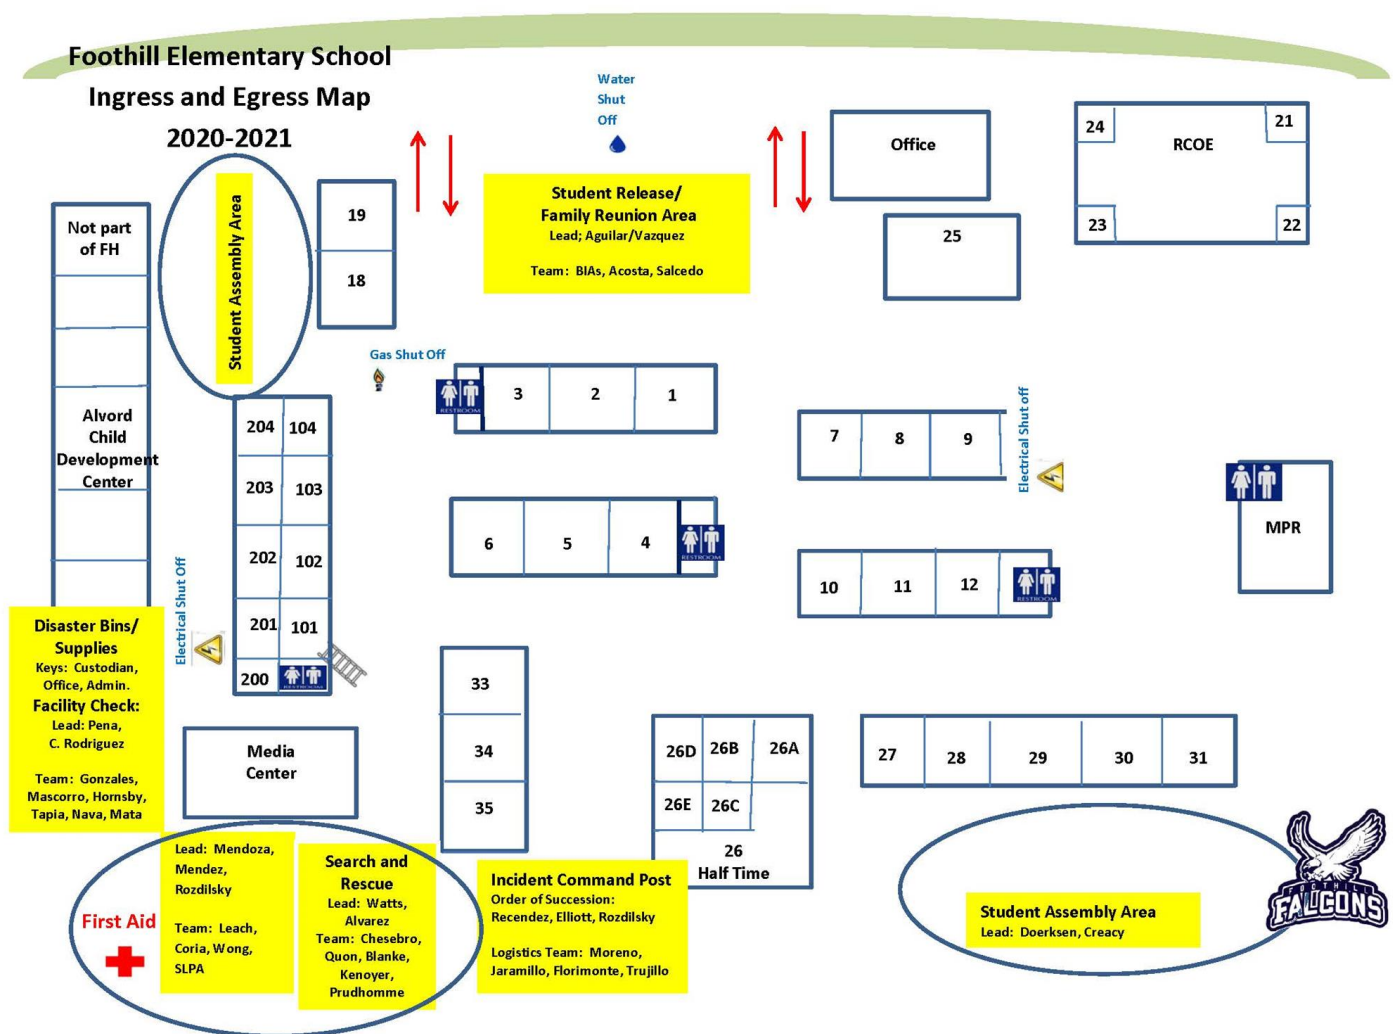 Foothill Elementary School
Ingress and Egress Map
2020-2021
Water
Shut
Off
Student Release/
Family Reunion Area
Lead; Aguilar/Vazquez
Team: BIAs, Acosta, Salcedo
Office
24
21
RCOE
23
22
25
Not part
of FH
Student Assembly Area
19
18
Gas Shut Off
RESTROOM
3
2
1
Alvord
Child
Development
Center
204
104
203
103
202
102
201
101
200
RESTROOM
Electrical Shut Off
7
8
9
Electrical Shut off
6
5
4
RESTROOM
10
11
12
RESTROOM
MPR
Disaster Bins/
Supplies
Keys: Custodian,
Office, Admin.
Facility Check:
Lead: Pena,
C. Rodriguez
Team: Gonzales,
Mascorro, Hornsby,
Tapia, Nava, Mata
Media
Center
33
34
35
26D
26B
26A
26E
26C
26
Half Time
27
28
29
30
31
First Aid
Lead: Mendoza,
Mendez,
Rozdilsky
Team: Leach,
Coria, Wong,
SLPA
Search and
Rescue
Lead: Watts,
Alvarez
Team: Chesebro,
Quon, Blanke,
Kenoyer,
Prudhomme
Incident Command Post
Order of Succession:
Recendez, Elliott, Rozdilsky
Logistics Team: Moreno,
Jaramillo, Florimonte, Trujillo
Student Assembly Area
Lead: Doerksen, Creacy
FOOTHILL
FALCONS